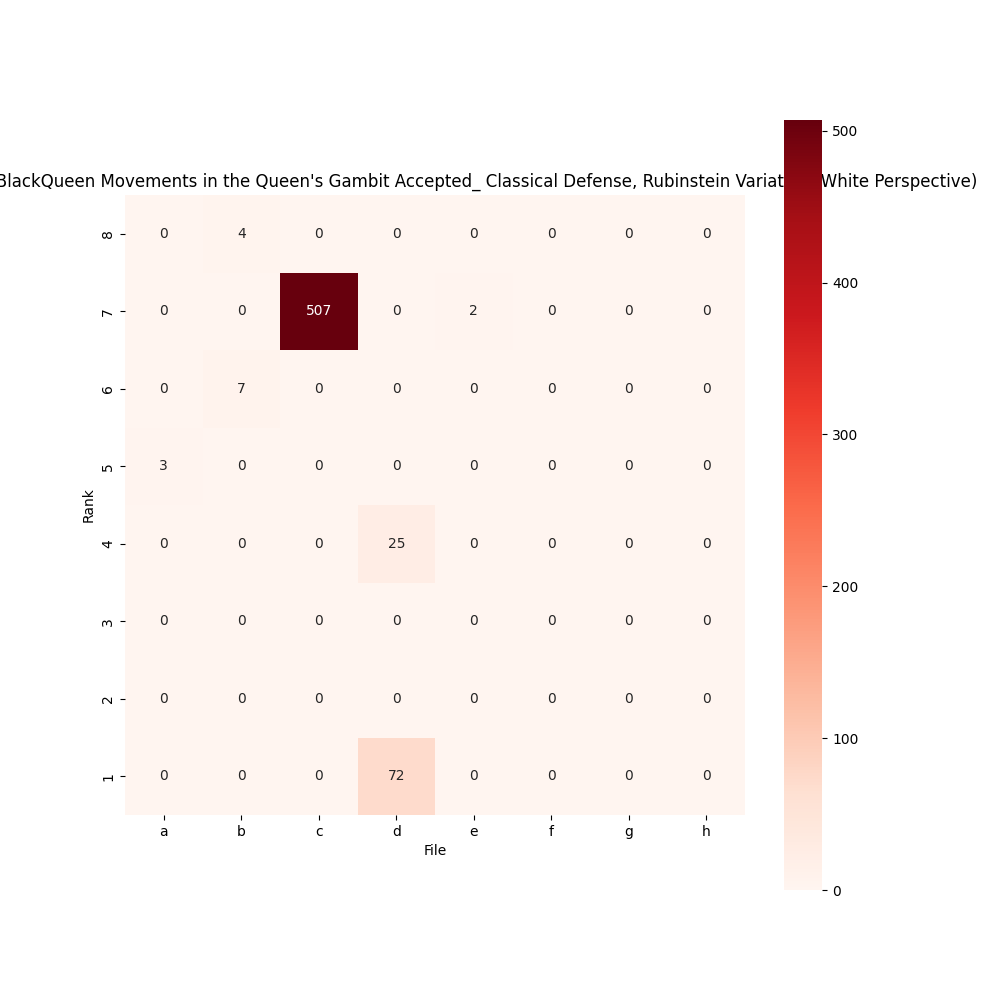 BlackQueen Movements in the Queen's Gambit Accepted_ Classical Defense, Rubinstein White Perspective)
8 0 4 0 0 0 0 0 0
7 0 0 507 0 2 0 0 0
6 0 7 0 0 0 0 0 0
5 3 0 0 0 0 0 0 0
4 0 0 0 25 0 0 0 0
3 0 0 0 0 0 0 0 0
2 0 0 0 0 0 0 0 0
1 0 0 0 72 0 0 0 0
a b c d e f g h
File
Rank
500
400
300
200
100
0